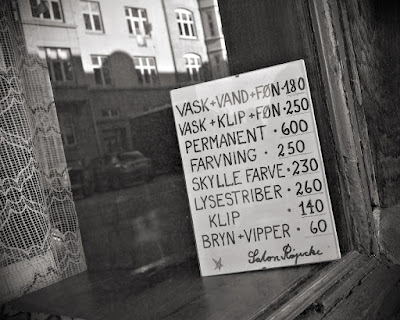 VASK+VAND+FØN·180
VASK+KLIP+FØN·250
PERMANENT·600
FARVNING·250
SKYLLE FARVE·230
LYSESTRIBER·260
KLIP·140
BRYN+VIPPER·60
Salon